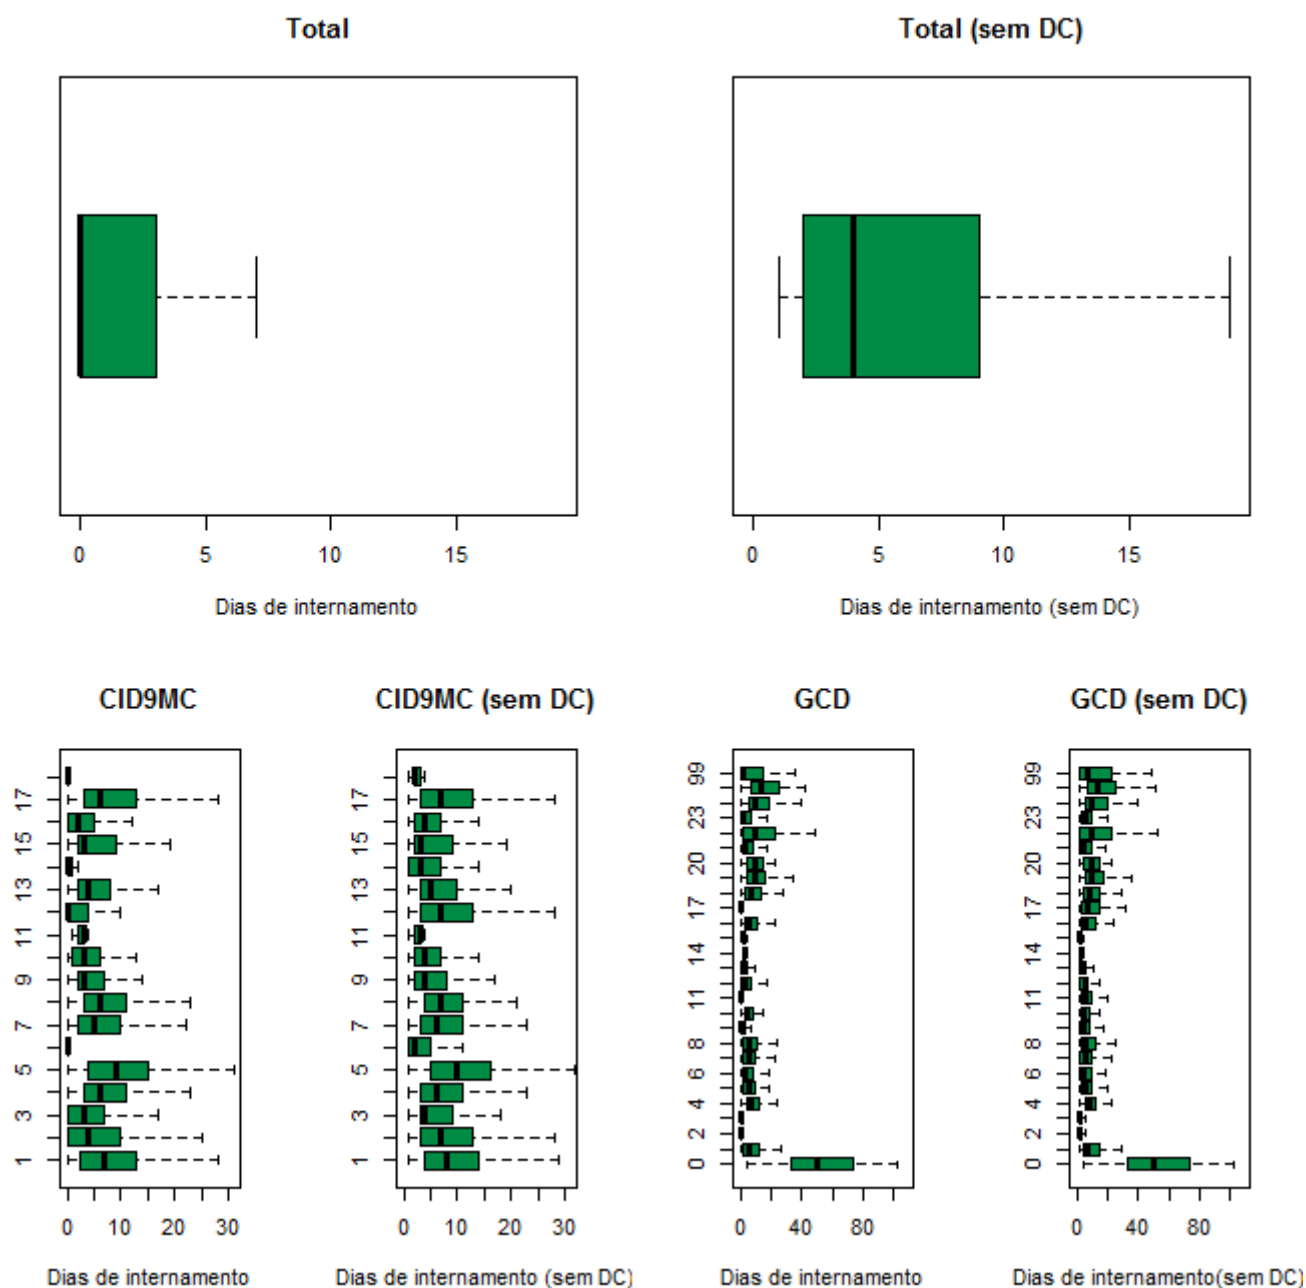 Total
Total (sem DC)
0 5 10 15
0 5 10 15
Dias de internamento
Dias de internamento (sem DC)
CID9MC
CID9MC (sem DC)
GCD
GCD (sem DC)
17
15
13
11
9
7
5
3
1
17
15
13
11
9
7
5
3
1
99
23
20
17
14
11
8
6
4
2
0
99
23
20
17
14
11
8
6
4
2
0
0 10 20 30
0 10 20 30
0 40 80
0 40 80
Dias de internamento
Dias de internamento (sem DC)
Dias de internamento
Dias de internamento(sem DC)